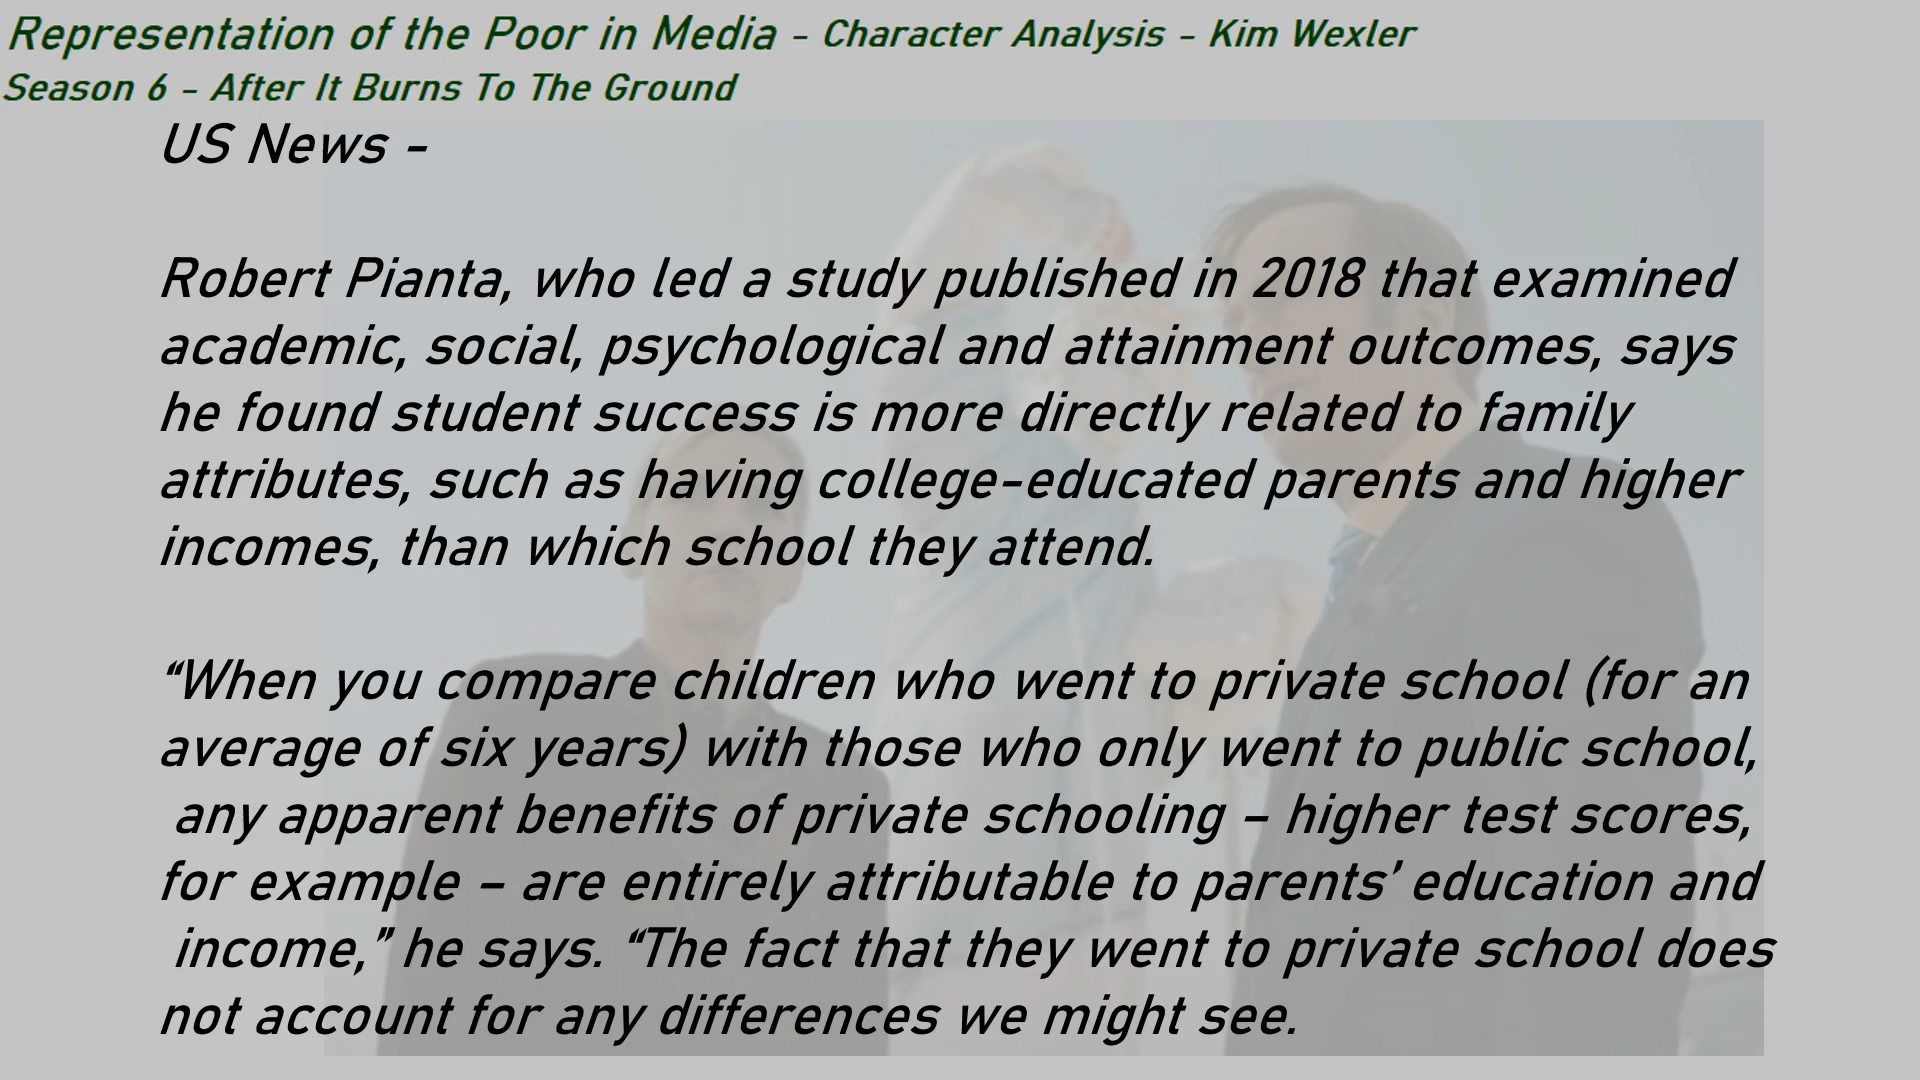 Representation of the Poor in Media - Character Analysis - Kim Wexler
Season 6 - After It Burns To The Ground
US News -
Robert Pianta, who led a study published in 2018 that examined
academic, social, psychological and attainment outcomes, says
he found student success is more directly related to family
attributes, such as having college-educated parents and higher
incomes, than which school they attend.
“When you compare children who went to private school (for an
average of six years) with those who only went to public school,
any apparent benefits of private schooling – higher test scores,
for example – are entirely attributable to parents’ education and
income,” he says. “The fact that they went to private school does
not account for any differences we might see.